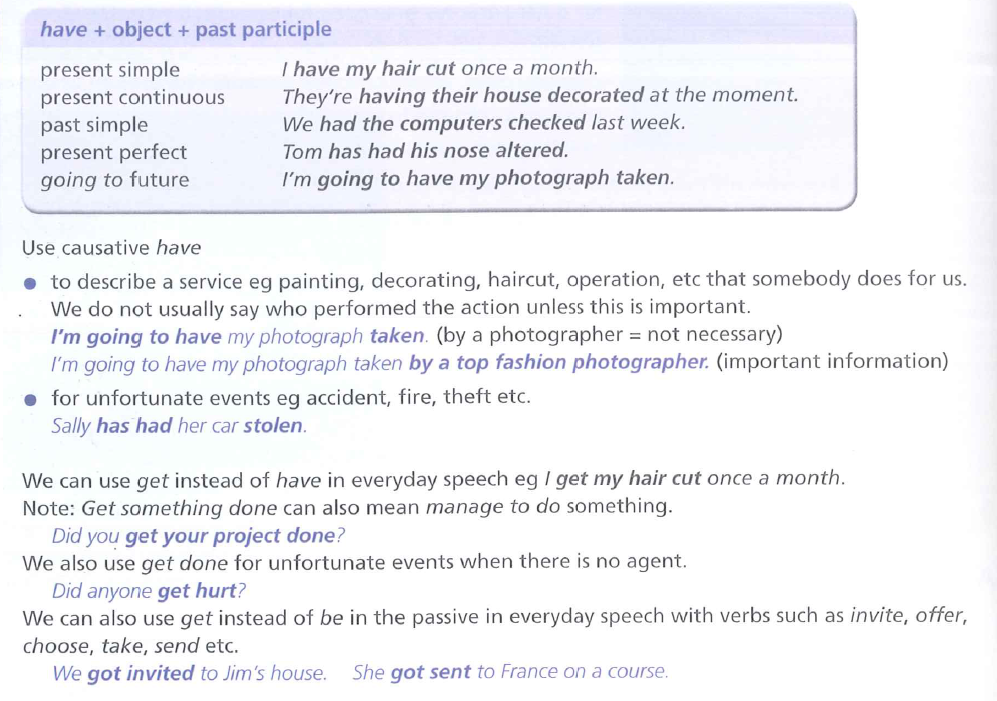 have + object + past participle
present simple I have my hair cut once a month.
present continuous They're having their house decorated at the moment.
past simple We had the computers checked last week.
present perfect Tom has had his nose altered.
going to future I'm going to have my photograph taken.
Use causative have
• to describe a service eg painting, decorating, haircut, operation, etc that somebody does for us.
We do not usually say who performed the action unless this is important.
I'm going to have my photograph taken. (by a photographer = not necessary)
I'm going to have my photograph taken by a top fashion photographer. (important information)
• for unfortunate events eg accident, fire, theft etc.
Sally has had her car stolen.
We can use get instead of have in everyday speech eg I get my hair cut once a month.
Note: Get something done can also mean manage to do something.
Did you get your project done?
We also use get done for unfortunate events when there is no agent.
Did anyone get hurt?
We can also use get instead of be in the passive in everyday speech with verbs such as invite, offer,
choose, take, send etc.
We got invited to Jim's house. She got sent to France on a course.